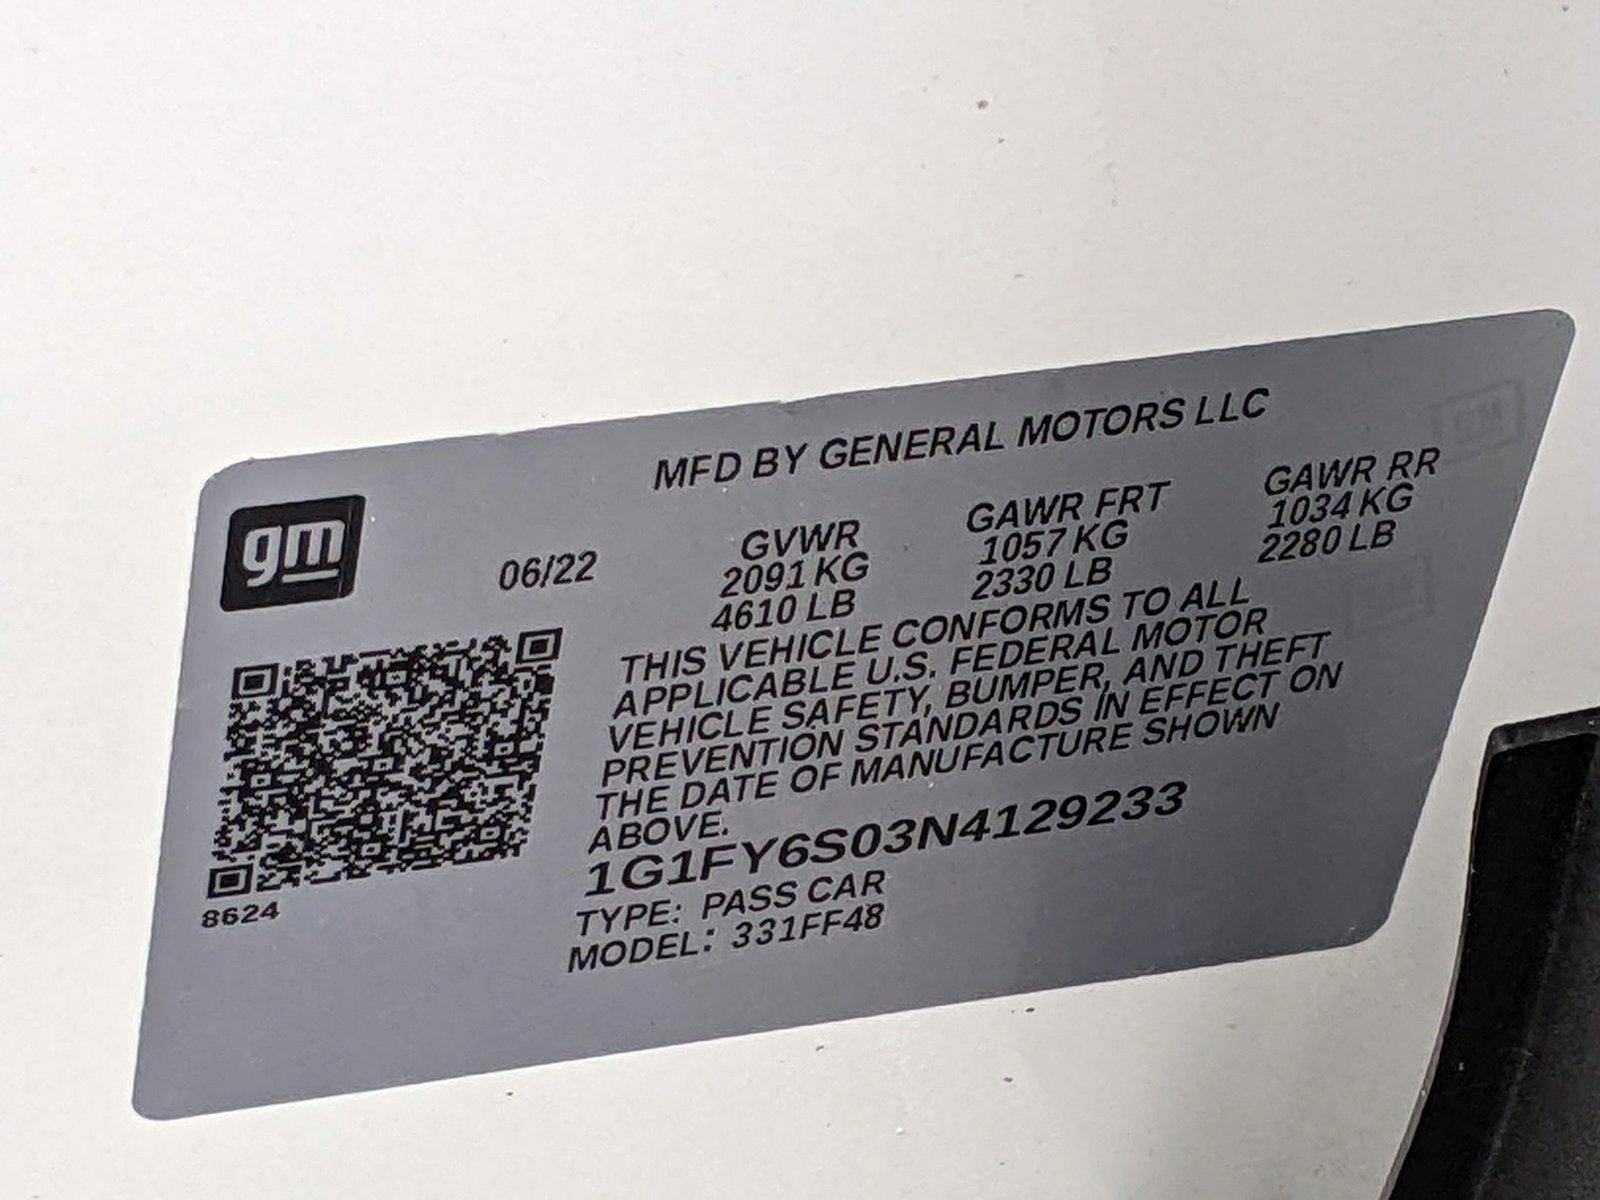 MFD BY GENERAL MOTORS LLC
gm
06/22
GVWR
2091 KG
4610 LB
GAWR FRT
1057 KG
2330 LB
GAWR RR
1034 KG
2280 LB
THIS VEHICLE CONFORMS TO ALL
APPLICABLE U.S. FEDERAL MOTOR
VEHICLE SAFETY, BUMPER, AND THEFT
PREVENTION STANDARDS IN EFFECT ON
THE DATE OF MANUFACTURE SHOWN
ABOVE.
1G1FY6S03N4129233
TYPE: PASS CAR
MODEL: 331FF48
8624